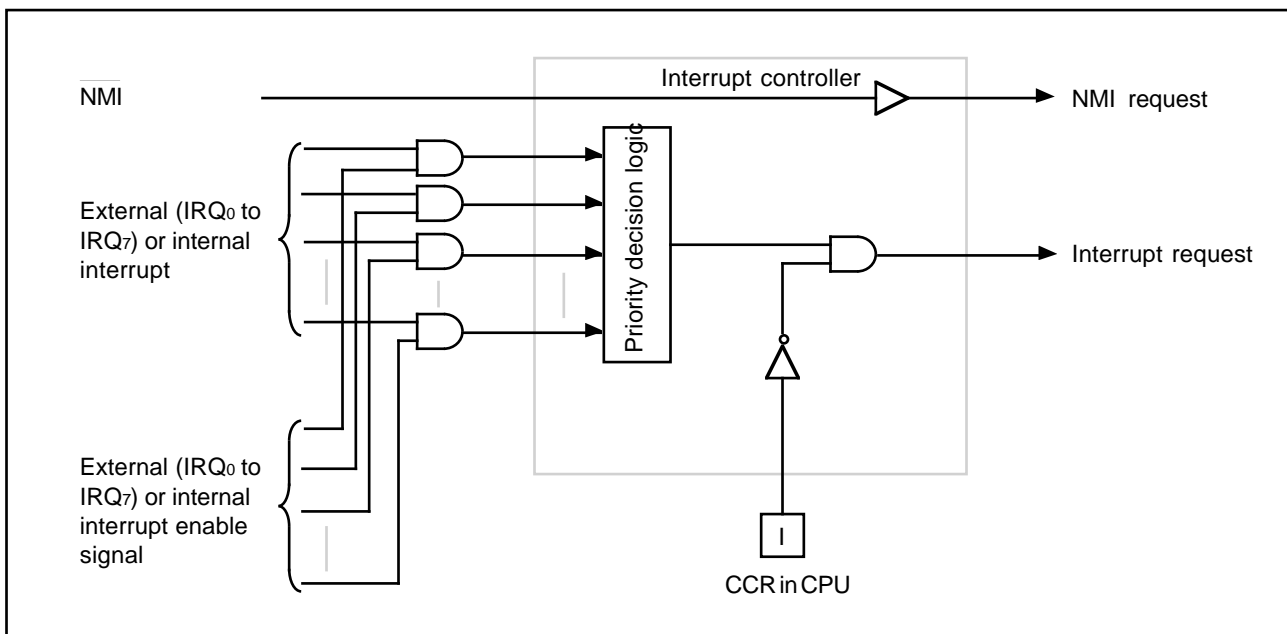 Interrupt controller
NMI
NMI request
External (IRQ0 to
IRQ7) or internal
interrupt
Priority decision logic
Interrupt request
External (IRQ0 to
IRQ7) or internal
interrupt enable
signal
I
CCR in CPU